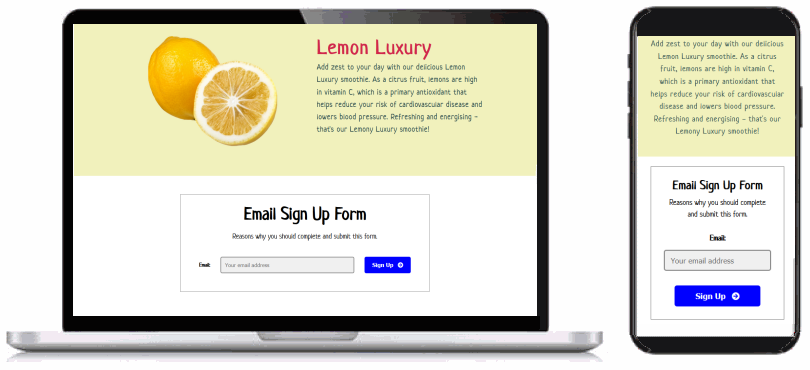 Lemon Luxury
Add zest to your day with our delicious Lemon
Luxury smoothie. As a citrus fruit, lemons are high
in vitamin C, which is a primary antioxidant that
helps reduce your risk of cardiovascular disease and
lowers blood pressure. Refreshing and energising -
that's our Lemony Luxury smoothie!
Email Sign Up Form
Reasons why you should complete and submit this form.
Email:
Your email address
Sign Up
Add zest to your day with our delicious
Lemon Luxury smoothie. As a citrus
fruit, lemons are high in vitamin C,
which is a primary antioxidant that
helps reduce your risk of cardiovascular
disease and lowers blood pressure.
Refreshing and energising - that's our
Lemony Luxury smoothie!
Email Sign Up Form
Reasons why you should complete
and submit this form.
Email:
Your email address
Sign Up